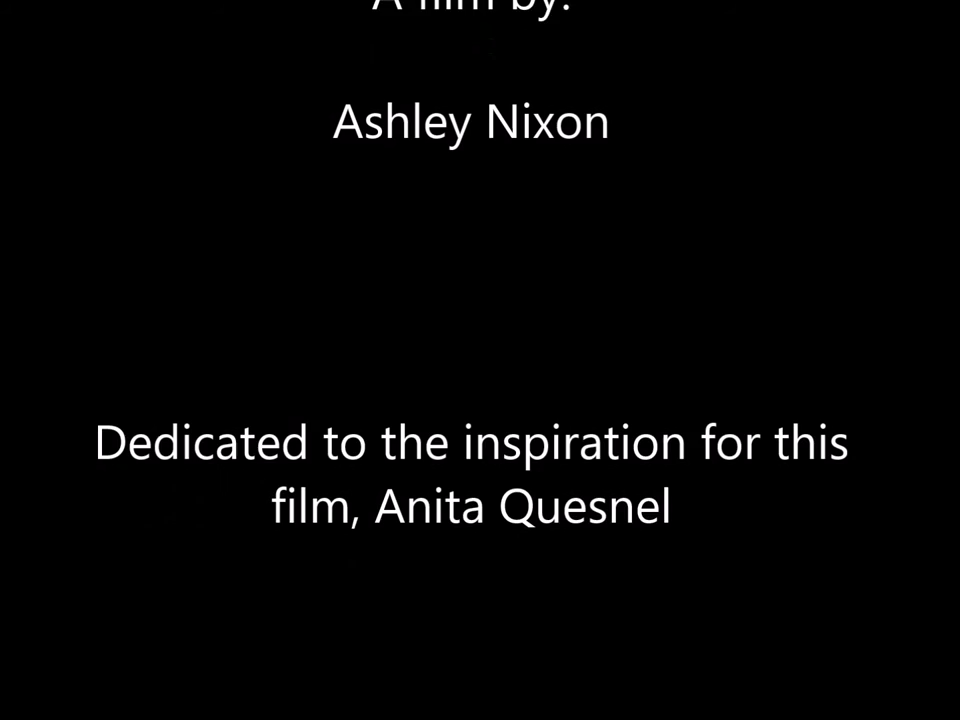 A film by:
Ashley Nixon
Dedicated to the inspiration for this
film, Anita Quesnel